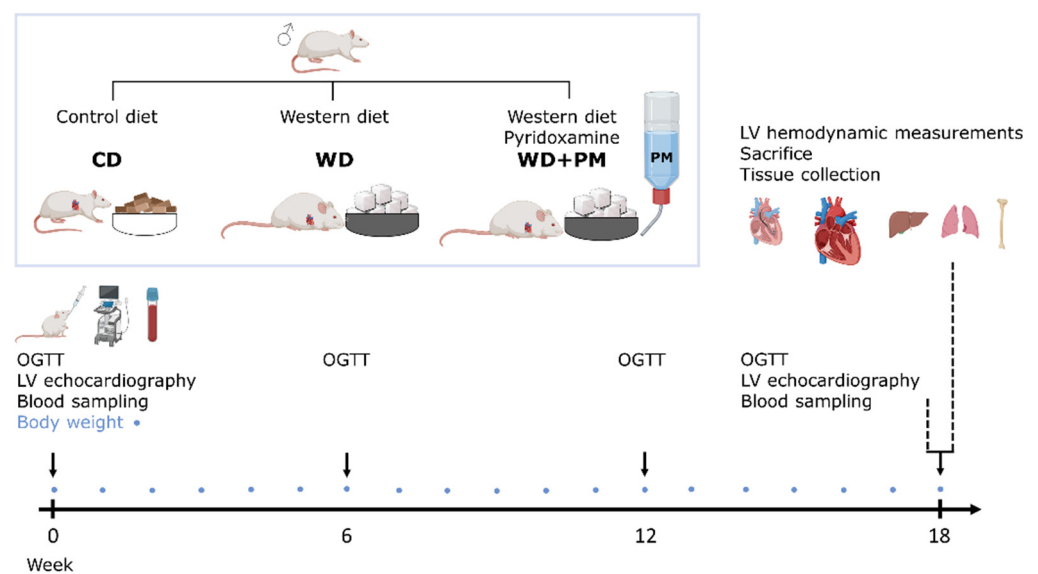 ♂
Control diet
CD
Western diet
WD
Western diet
Pyridoxamine
WD+PM
PM
LV hemodynamic measurements
Sacrifice
Tissue collection
OGTT
LV echocardiography
Blood sampling
Body weight •
OGTT
OGTT
OGTT
LV echocardiography
Blood sampling
0
6
12
18
Week